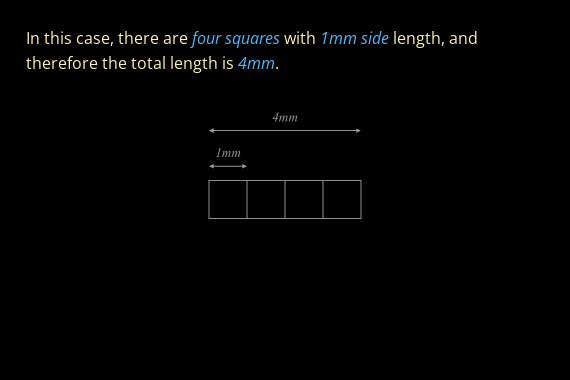 In this case, there are four squares with 1mm side length, and
therefore the total length is 4mm.
4mm
1mm